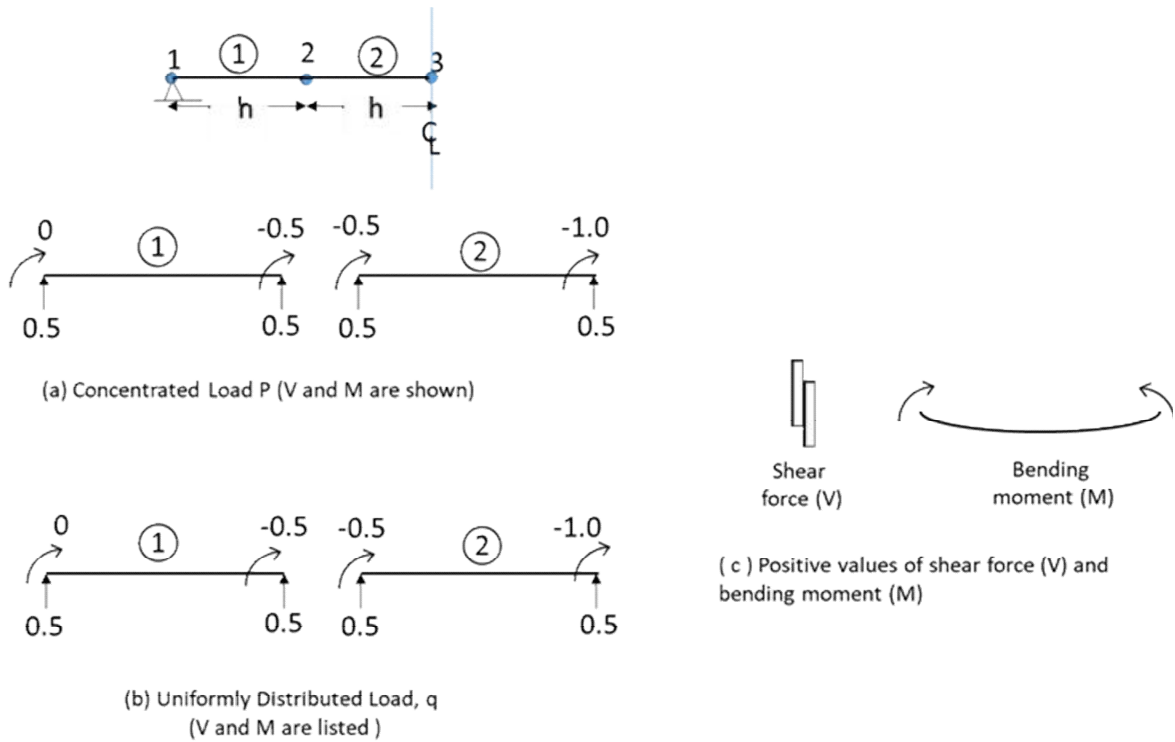 1 ① 2 ② 3
h h
C
L
0 ① -0.5 -0.5 ② -1.0
0.5 0.5 0.5 0.5
(a) Concentrated Load P (V and M are shown)
0 ① -0.5 -0.5 ② -1.0
0.5 0.5 0.5 0.5
(b) Uniformly Distributed Load, q
(V and M are listed )
Shear
force (V)
Bending
moment (M)
( c ) Positive values of shear force (V) and
bending moment (M)